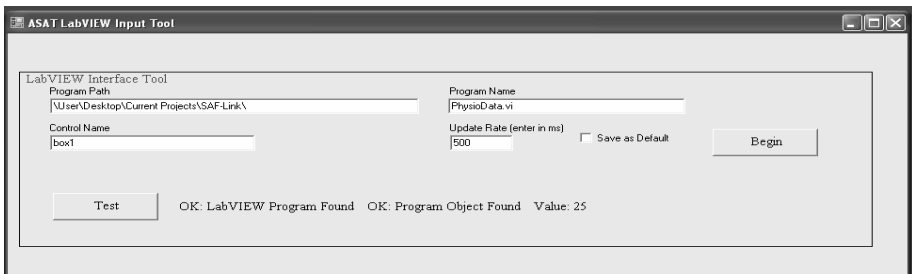 ASAT LabVIEW Input Tool
LabVIEW Interface Tool
Program Path
Program Name
\User\Desktop\Current Projects\SAF-Link\
PhysioData.vi
Control Name
Update Rate (enter in ms)
box1
500
Save as Default
Begin
Test
OK: LabVIEW Program Found OK: Program Object Found Value: 25